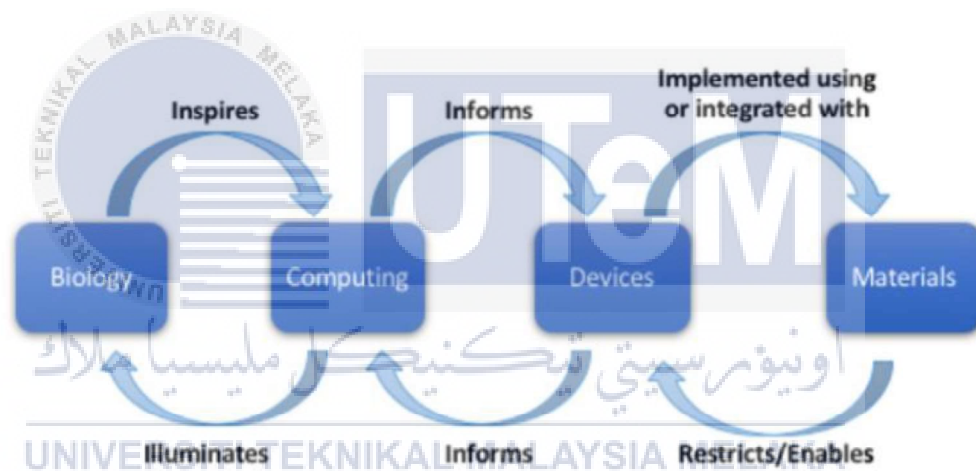 UNIVERSITI TEKNIKAL MALAYSIA MELAKA
UTeM
Implemented using
or integrated with
Inspires
Informs
Biology
Computing
Devices
Materials
اونيۏرسيتي تيكنيكل مليسيا ملاك
Illuminates
Informs
Restricts/Enables
UNIVERSITI TEKNIKAL MALAYSIA MELAKA